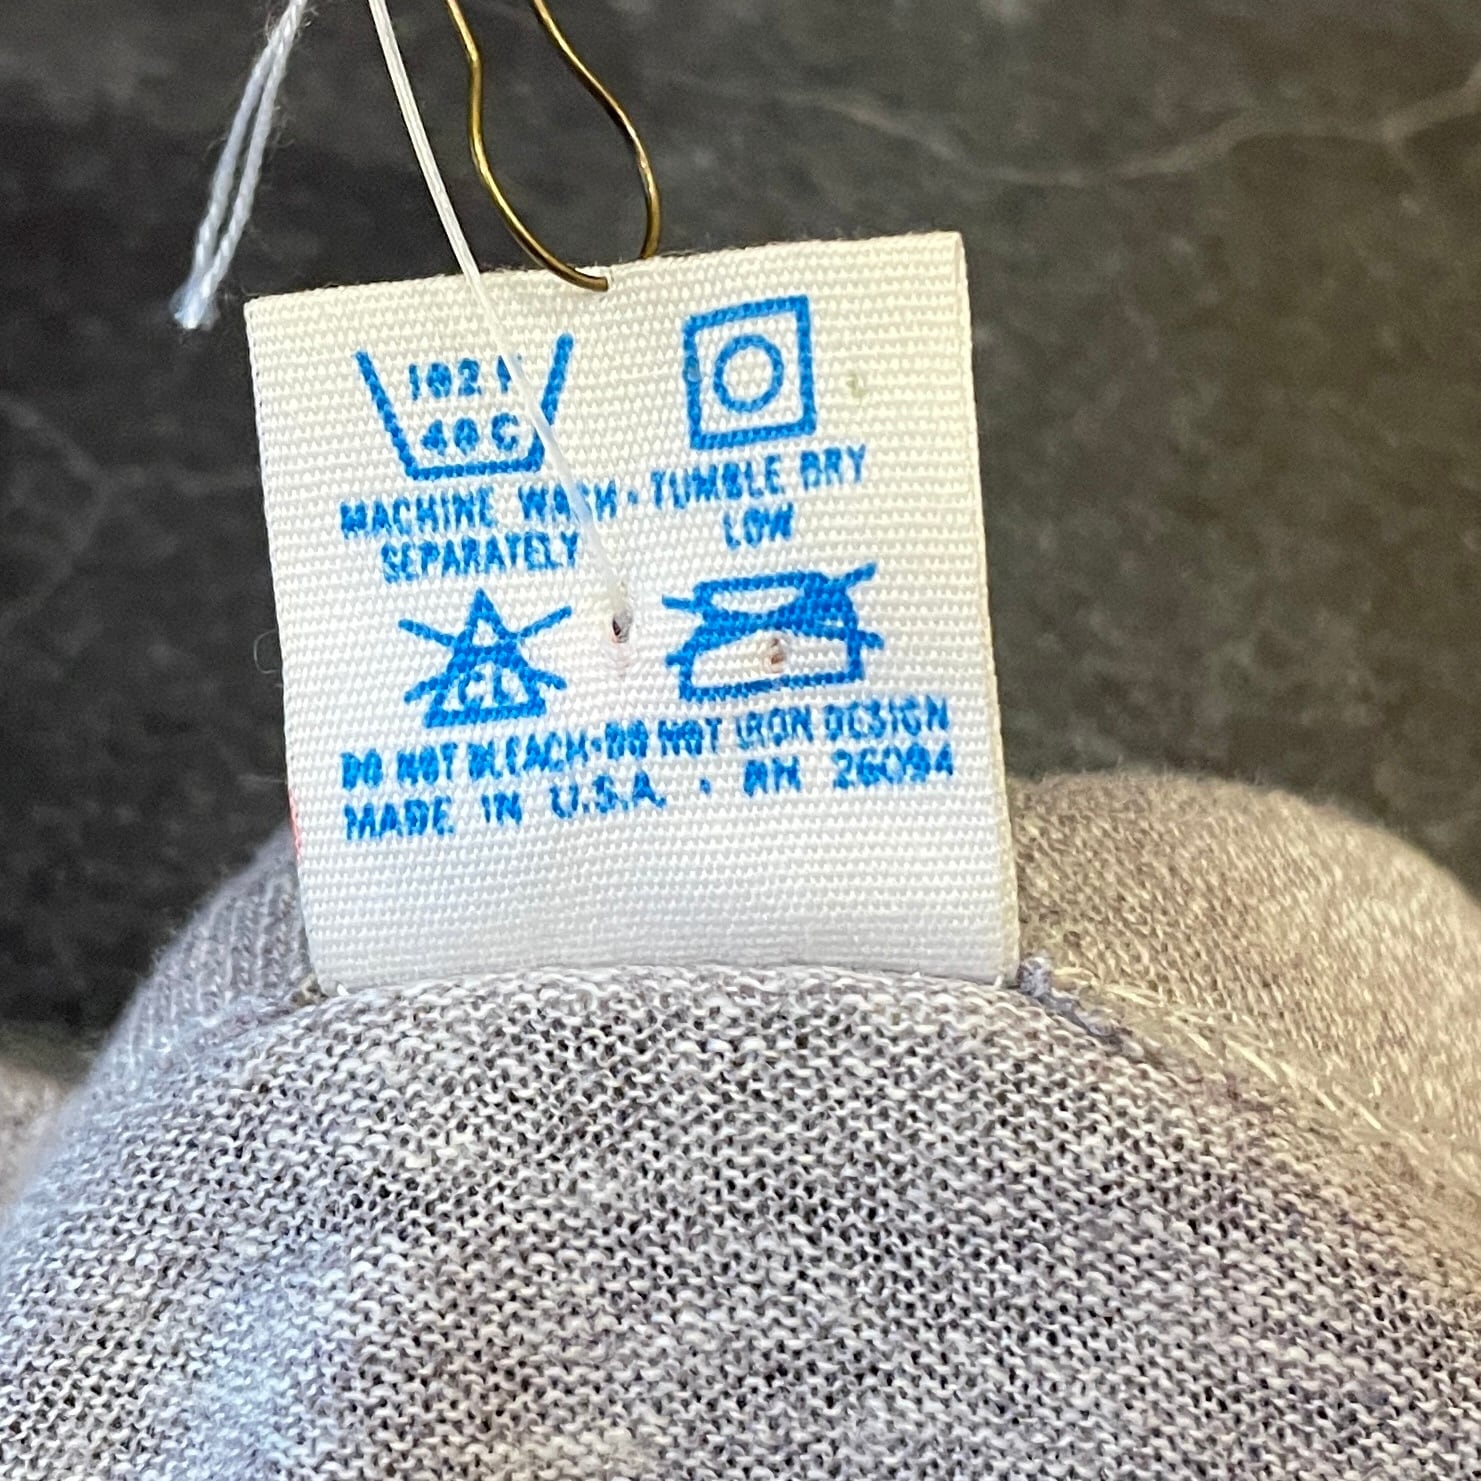 102 F
40 C
MACHINE WASH • TUMBLE DRY
SEPARATELY LOW
CL
DO NOT BLEACH • DO NOT IRON DESIGN
MADE IN U.S.A. • RN 26094